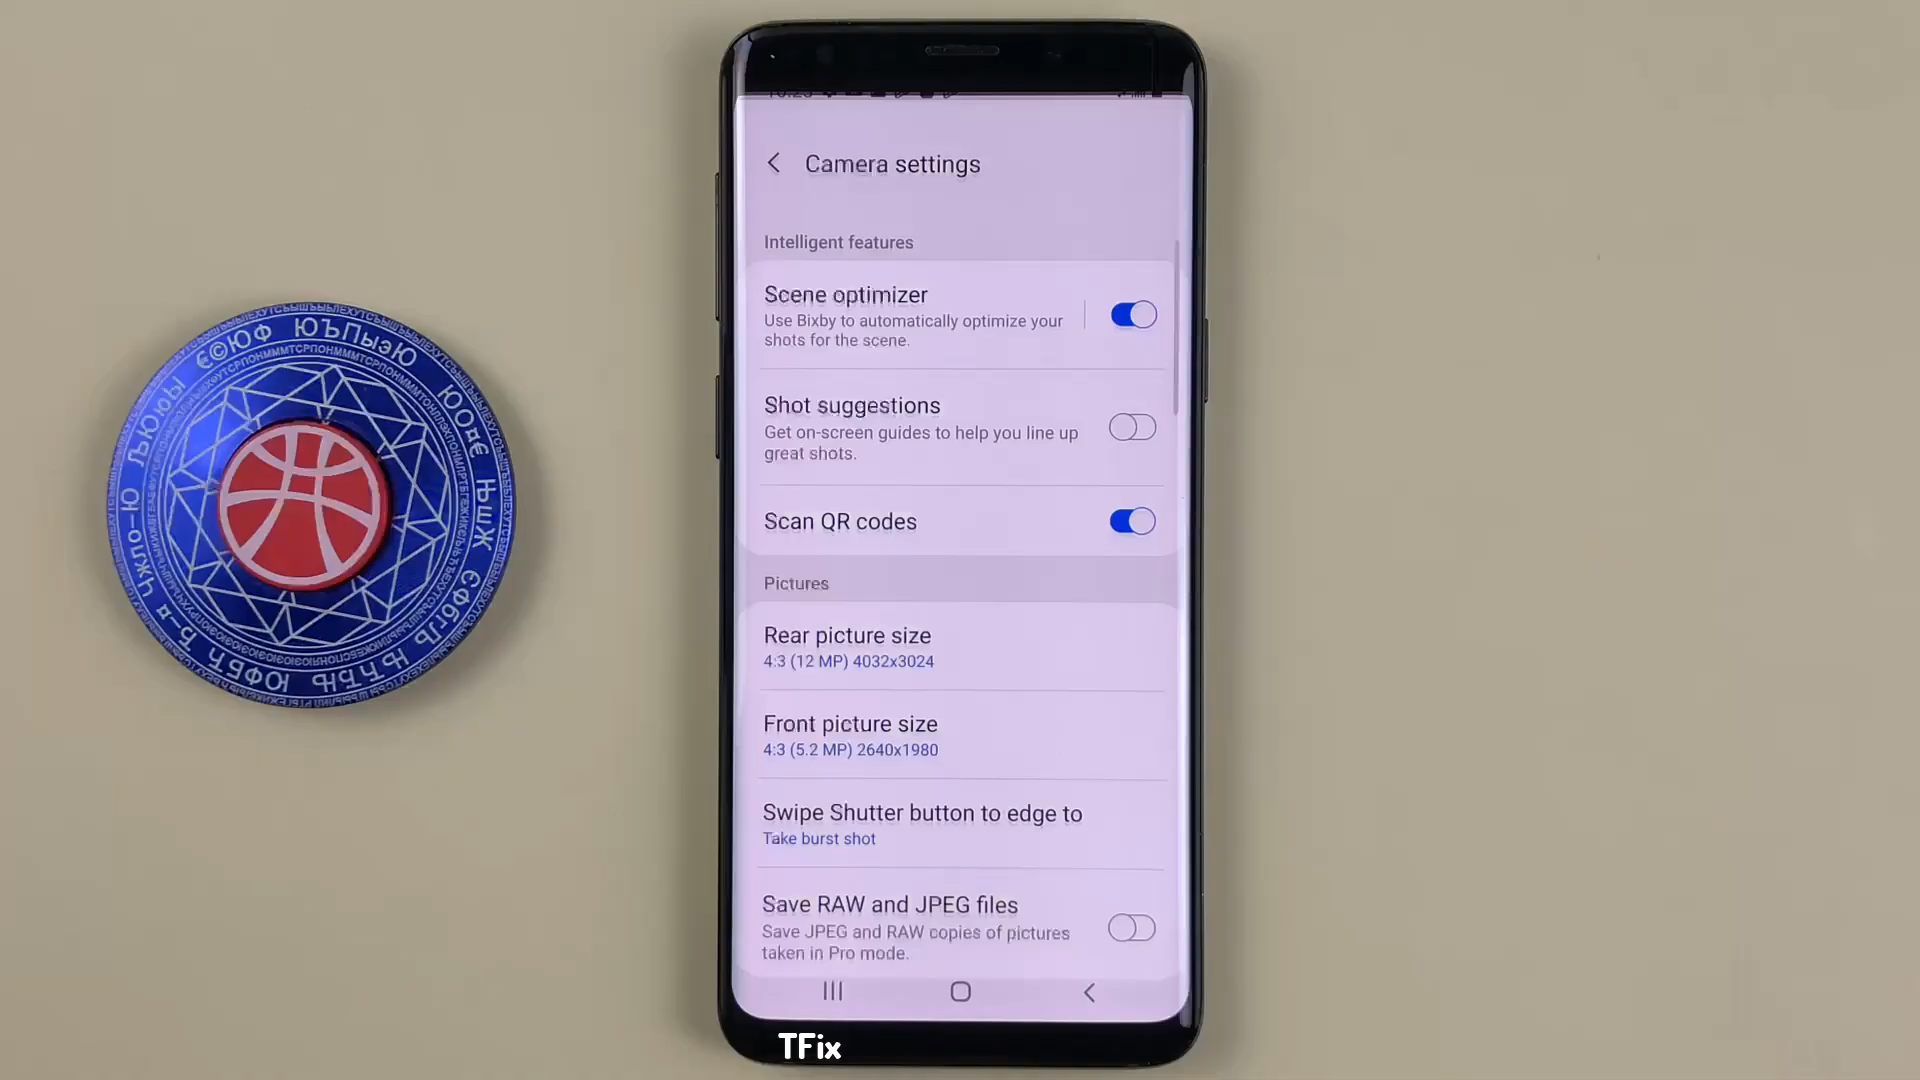 Camera settings
Intelligent features
Scene optimizer
Use Bixby to automatically optimize your
shots for the scene.
Shot suggestions
Get on-screen guides to help you line up
great shots.
Scan QR codes
Pictures
Rear picture size
4:3 (12 MP) 4032x3024
Front picture size
4:3 (5.2 MP) 2640x1980
Swipe Shutter button to edge to
Take burst shot
Save RAW and JPEG files
Save JPEG and RAW copies of pictures
taken in Pro mode.
TFix